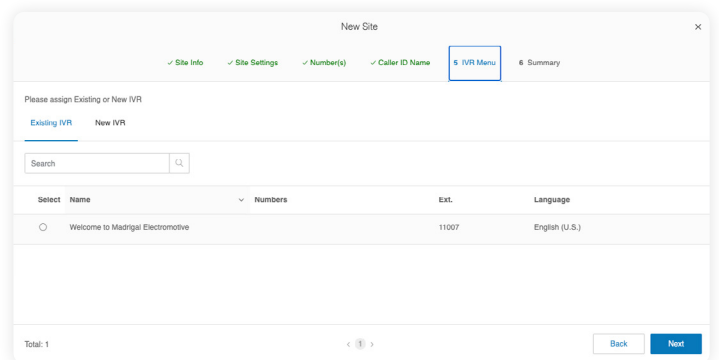 New Site
Site Info Site Settings Number(s) Caller ID Name 5 IVR Menu 6 Summary
Please assign Existing or New IVR
Existing IVR New IVR
Search
Select Name Numbers Ext. Language
Welcome to Madrigal Electromotive 11007 English (U.S.)
Total: 1 < 1 > Back Next